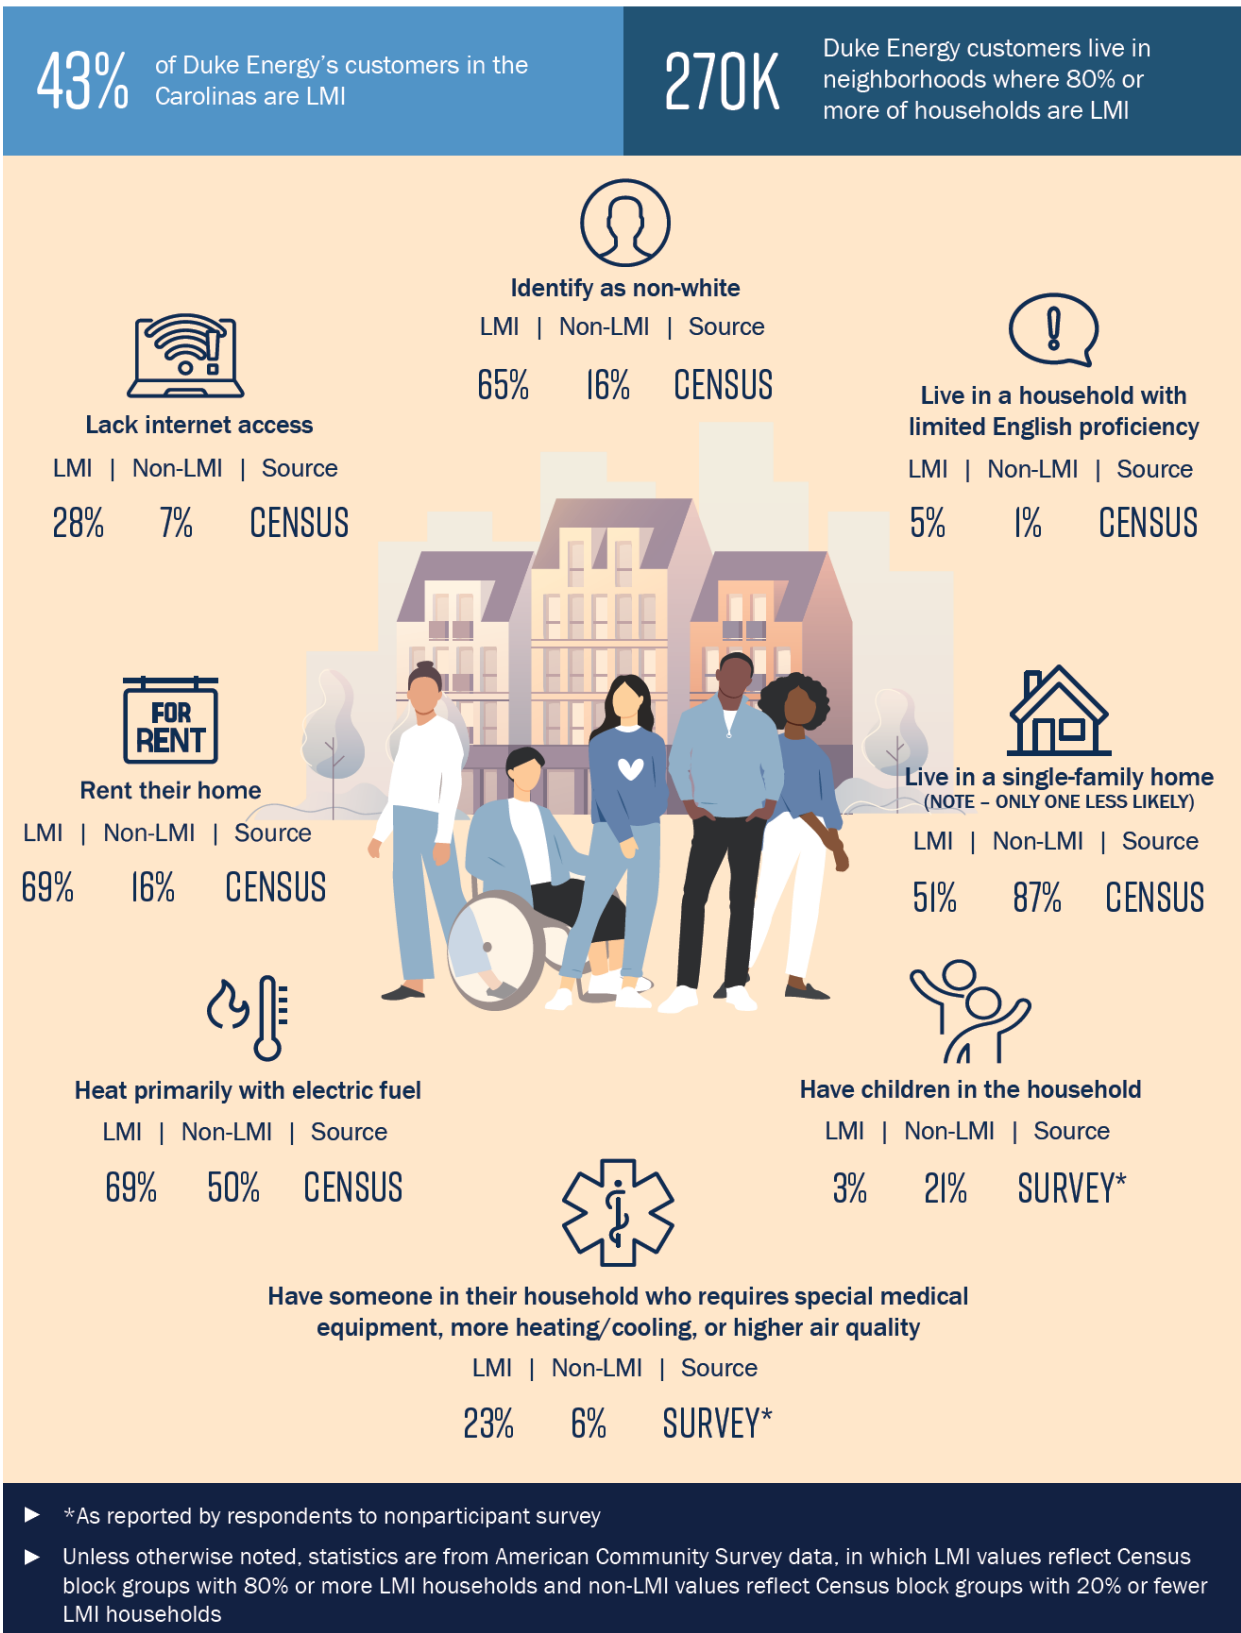 43%
of Duke Energy's customers in the
Carolinas are LMI
270K
Duke Energy customers live in
neighborhoods where 80% or
more of households are LMI
Identify as non-white
LMI | Non-LMI | Source
65% 16% CENSUS
Lack internet access
LMI | Non-LMI | Source
28% 7% CENSUS
Live in a household with
limited English proficiency
LMI | Non-LMI | Source
5% 1% CENSUS
FOR
RENT
Rent their home
LMI | Non-LMI | Source
69% 16% CENSUS
Live in a single-family home
(NOTE – ONLY ONE LESS LIKELY)
LMI | Non-LMI | Source
51% 87% CENSUS
Heat primarily with electric fuel
LMI | Non-LMI | Source
69% 50% CENSUS
Have children in the household
LMI | Non-LMI | Source
3% 21% SURVEY*
Have someone in their household who requires special medical
equipment, more heating/cooling, or higher air quality
LMI | Non-LMI | Source
23% 6% SURVEY*
► *As reported by respondents to nonparticipant survey
► Unless otherwise noted, statistics are from American Community Survey data, in which LMI values reflect Census
block groups with 80% or more LMI households and non-LMI values reflect Census block groups with 20% or fewer
LMI households